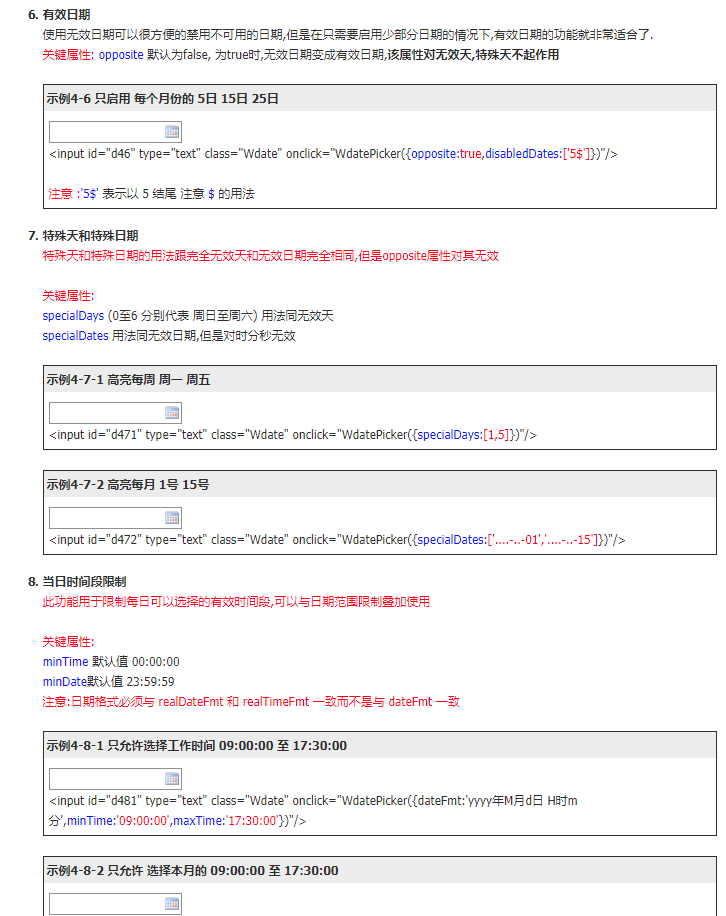 6. 有效日期
使用无效日期可以很方便的禁用不可用的日期,但是在只需要启用少部分日期的情况下,有效日期的功能就非常适合了.
关键属性: opposite 默认为false, 为true时,无效日期变成有效日期,该属性对无效天,特殊天不起作用
示例4-6 只启用 每个月份的 5日 15日 25日
<input id="d46" type="text" class="Wdate" onclick="WdatePicker({opposite:true,disabledDates:['5$']})"/>
注意 :'5$' 表示以 5 结尾 注意 $ 的用法
7. 特殊天和特殊日期
特殊天和特殊日期的用法跟完全无效天和无效日期完全相同,但是opposite属性对其无效
关键属性:
specialDays (0至6 分别代表 周日至周六) 用法同无效天
specialDates 用法同无效日期,但是对时分秒无效
示例4-7-1 高亮每周 周一 周五
<input id="d471" type="text" class="Wdate" onclick="WdatePicker({specialDays:[1,5]})"/>
示例4-7-2 高亮每月 1号 15号
<input id="d472" type="text" class="Wdate" onclick="WdatePicker({specialDates:['....-..-01','....-..-15']})"/>
8. 当日时间段限制
此功能用于限制每日可以选择的有效时间段,可以与日期范围限制叠加使用
关键属性:
minTime 默认值 00:00:00
minDate默认值 23:59:59
注意:日期格式必须与 realDateFmt 和 realTimeFmt 一致而不是与 dateFmt 一致
示例4-8-1 只允许选择工作时间 09:00:00 至 17:30:00
<input id="d481" type="text" class="Wdate" onclick="WdatePicker({dateFmt:'yyyy年M月d日 H时m
分',minTime:'09:00:00',maxTime:'17:30:00'})"/>
示例4-8-2 只允许 选择本月的 09:00:00 至 17:30:00